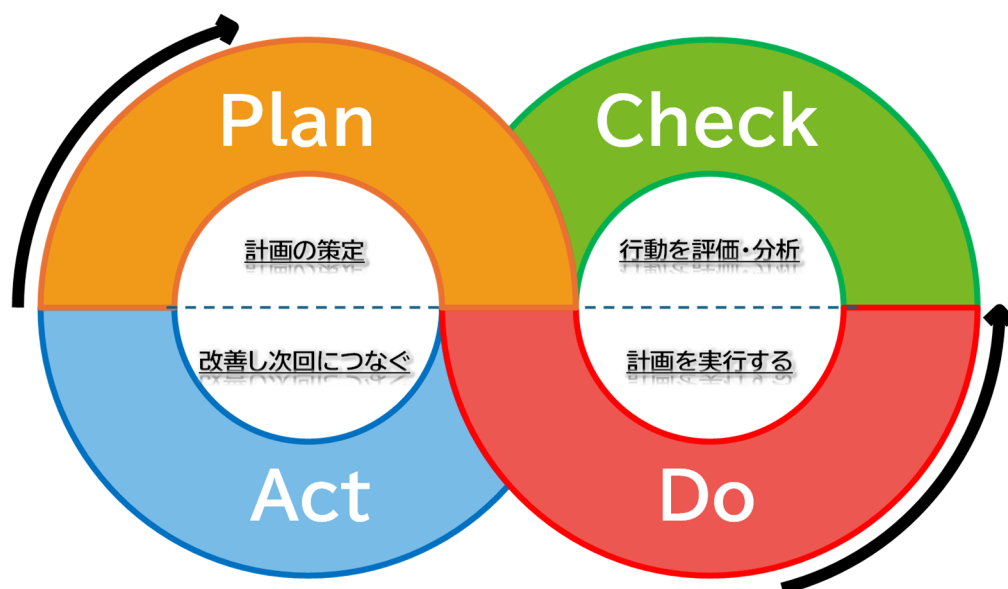 Plan
Check
計画の策定
行動を評価・分析
改善し次回につなぐ
計画を実行する
Act
Do